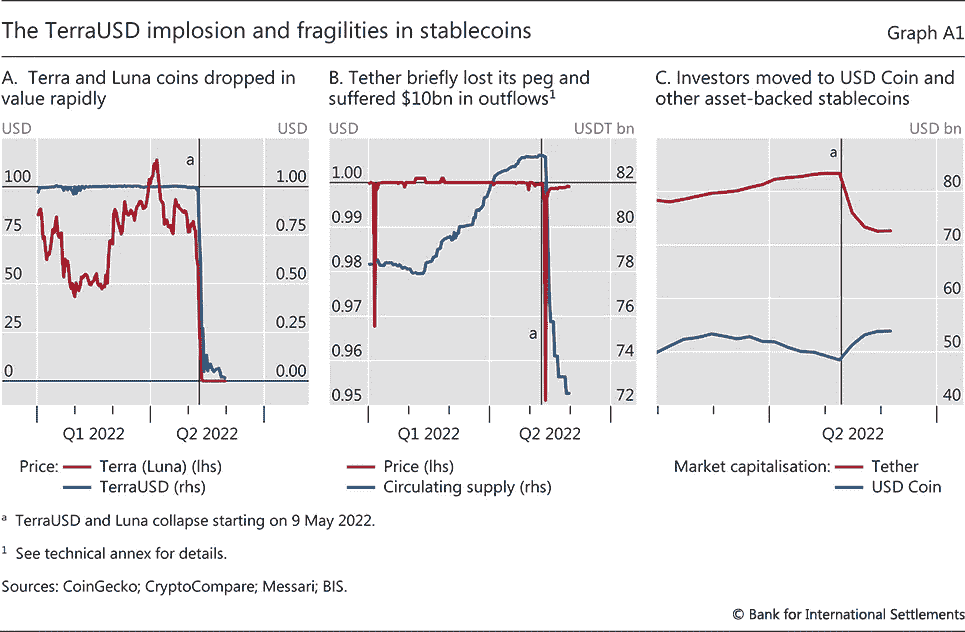 The TerraUSD implosion and fragilities in stablecoins
Graph A1
A. Terra and Luna coins dropped in
value rapidly
USD USD
a
100 1.00
75 0.75
50 0.50
25 0.25
0 0.00
Q1 2022 Q2 2022
Price: Terra (Luna) (lhs)
TerraUSD (rhs)
B. Tether briefly lost its peg and
suffered $10bn in outflows1
USD USDT bn
1.00 82
0.99 80
0.98 78
0.97 76
a
0.96 74
0.95 72
Q1 2022 Q2 2022
Price (lhs)
Circulating supply (rhs)
C. Investors moved to USD Coin and
other asset-backed stablecoins
USD bn
a
80
70
60
50
40
Q2 2022
Market capitalisation: Tether
USD Coin
a TerraUSD and Luna collapse starting on 9 May 2022.
1 See technical annex for details.
Sources: CoinGecko; CryptoCompare; Messari; BIS.
© Bank for International Settlements